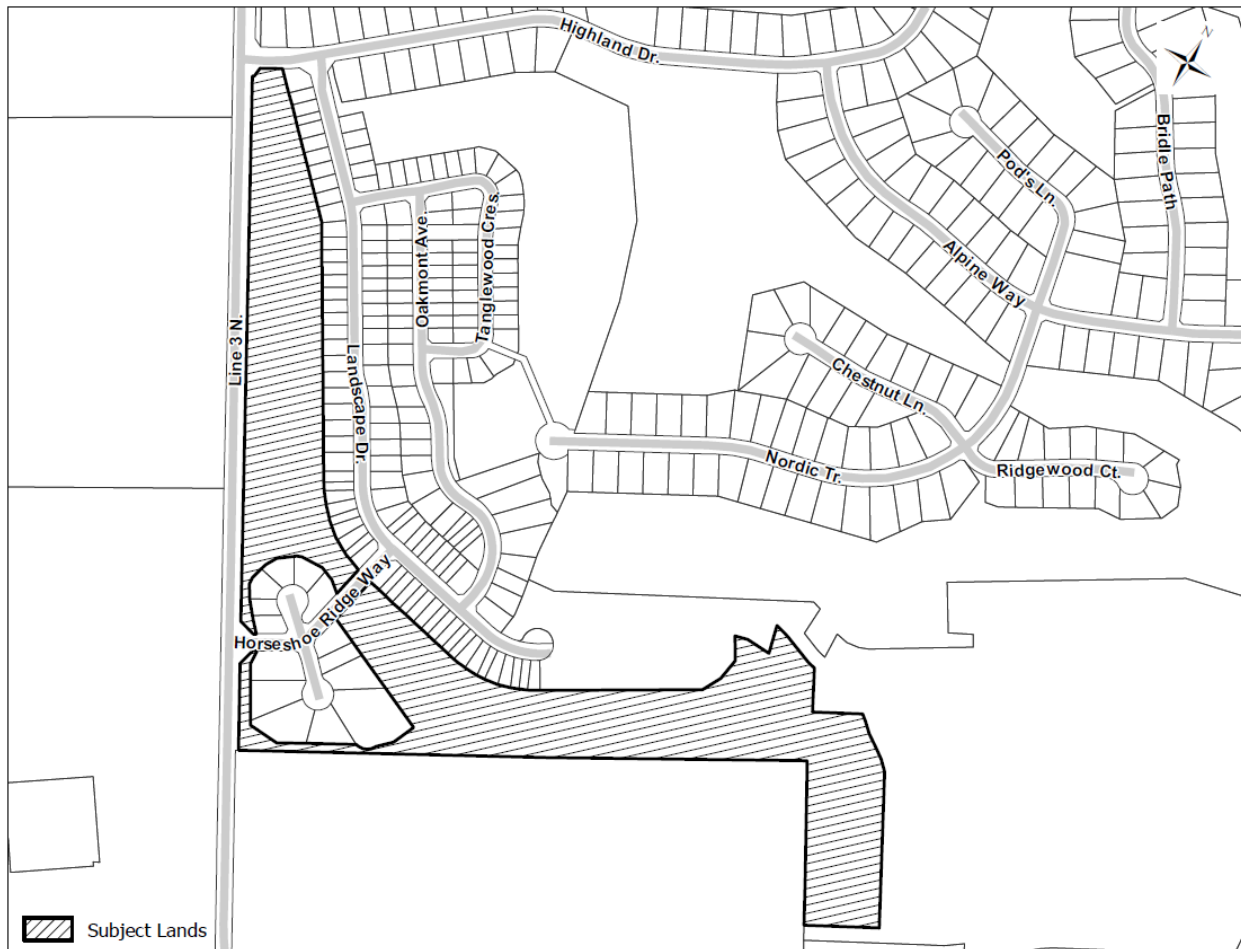 Highland Dr.
N
Bridle Path
Pod's Ln.
Oakmont Ave.
Tanglewood Cres.
Alpine Way
Line 3 N.
Landscape Dr.
Chestnut Ln.
Nordic Tr.
Ridgewood Ct.
Horseshoe Ridge Way
Subject Lands